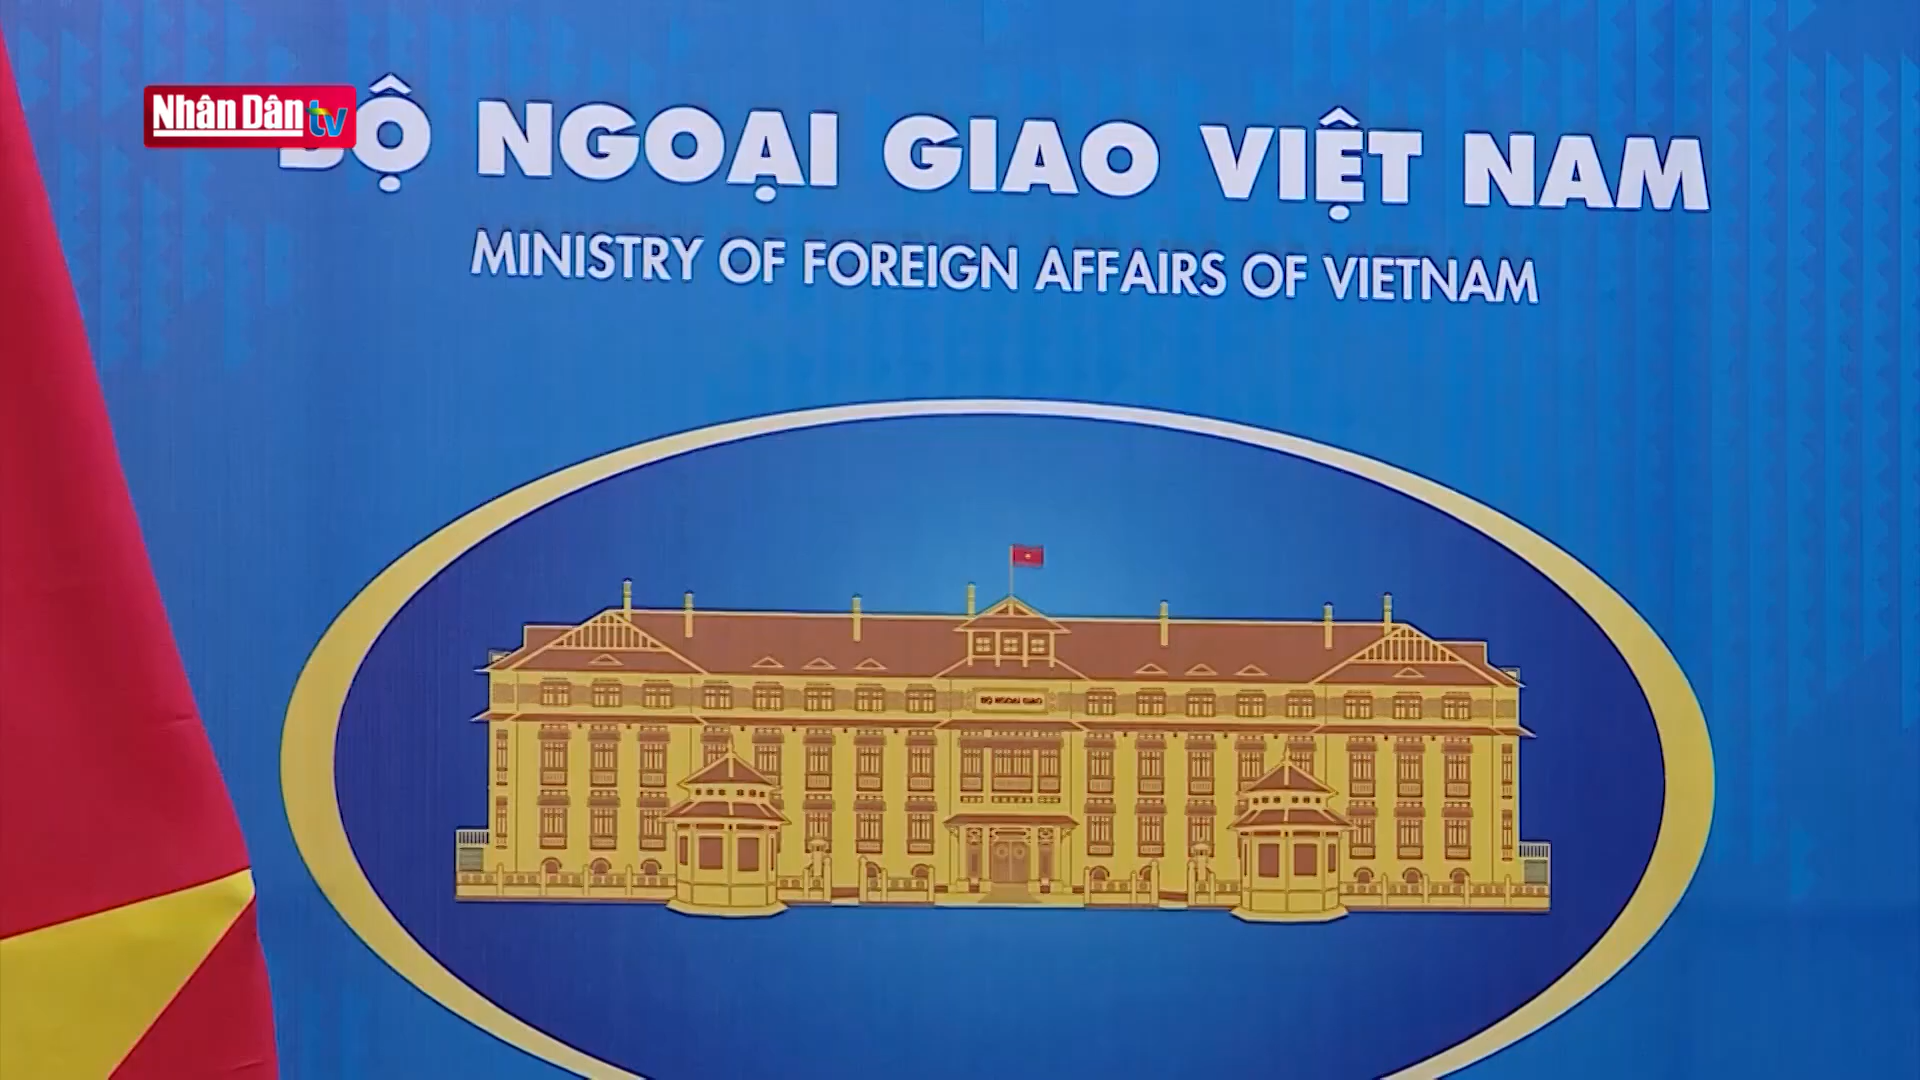 Nhân Dân tv
BỘ NGOẠI GIAO VIỆT NAM
MINISTRY OF FOREIGN AFFAIRS OF VIETNAM
BỘ NGOẠI GIAO